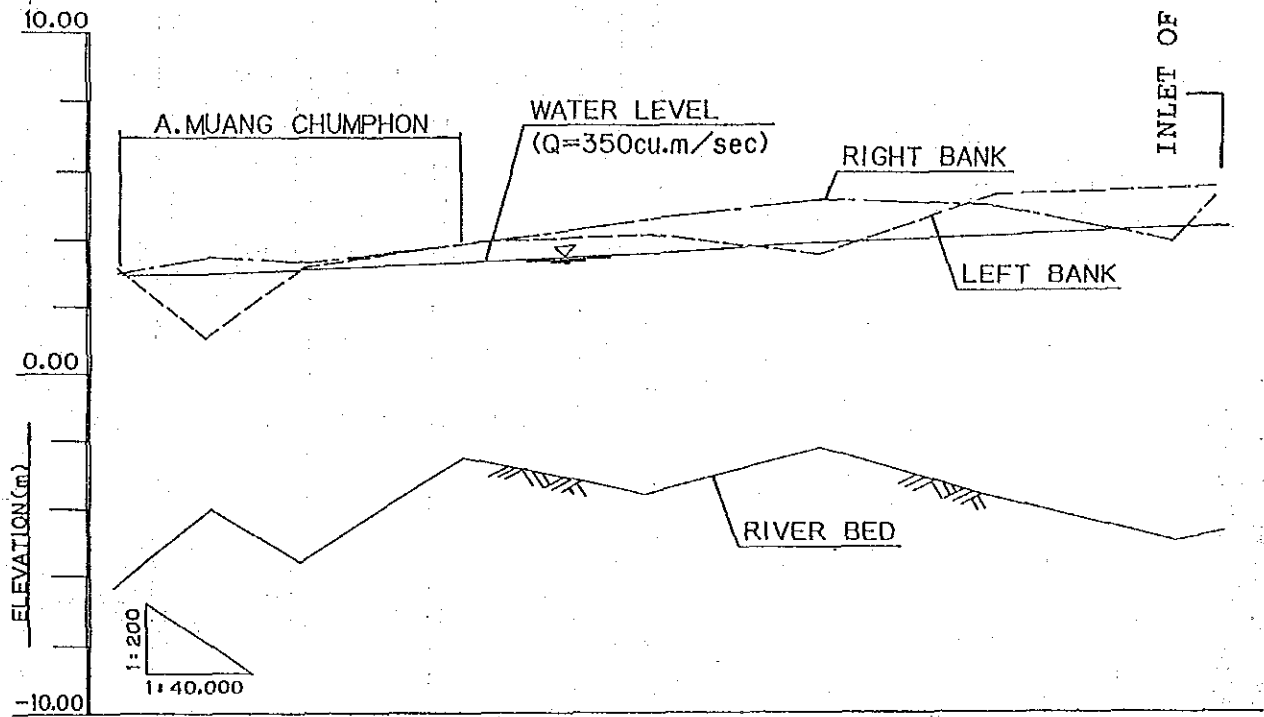 10.00
INLET OF
A.MUANG CHUMPHON
WATER LEVEL
(Q=350cu.m/sec)
RIGHT BANK
LEFT BANK
0.00
ELEVATION(m)
RIVER BED
1:200
1:40,000
-10.00